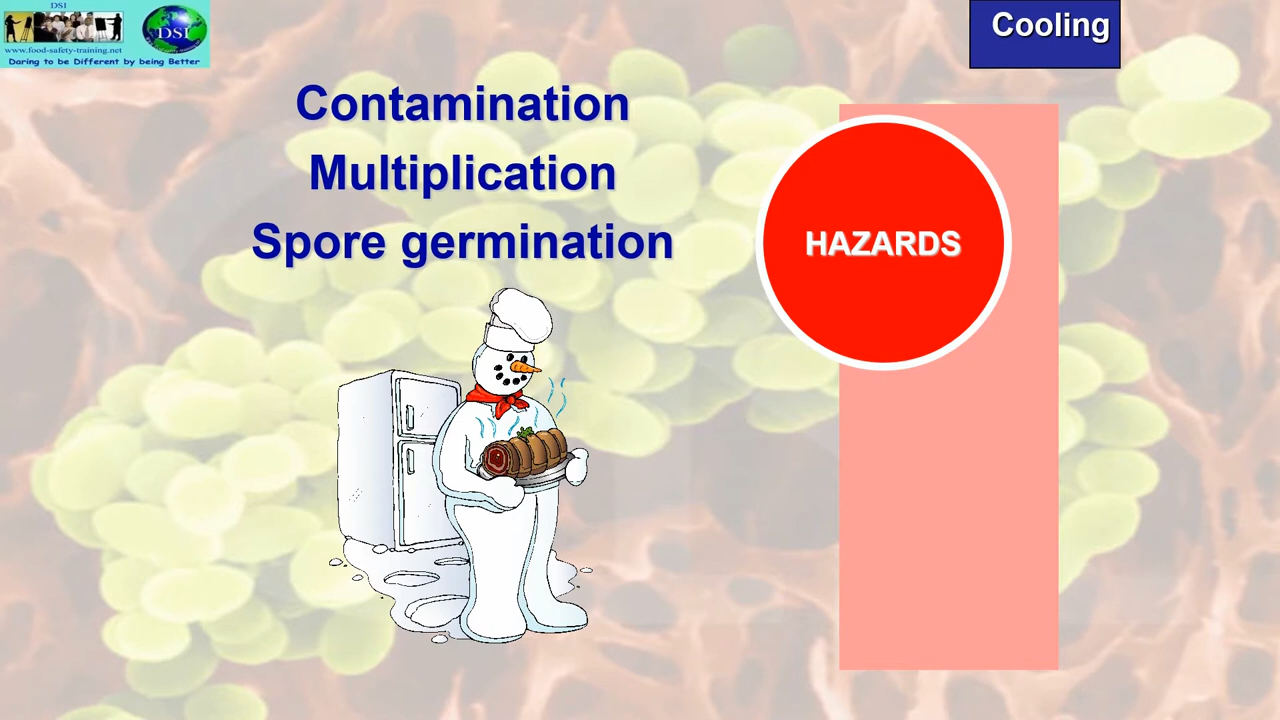 DSI
DSI
www.food-safety-training.net
Daring to be Different by being Better
Cooling
Contamination
Multiplication
Spore germination
HAZARDS